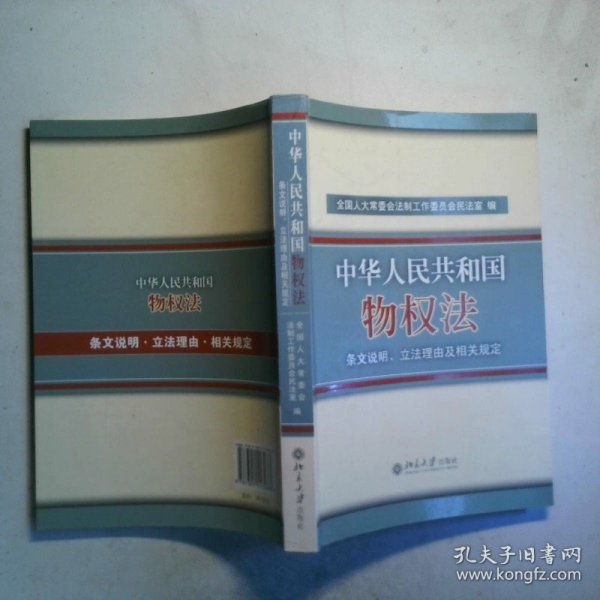 全国人大常委会法制工作委员会民法室 编
中华人民共和国
物权法
条文说明、立法理由及相关规定
北京大学出版社
中华人民共和国物权法
条文说明、立法理由及相关规定
全国人大常委会
法制工作委员会民法室
编
北京大学出版社
中华人民共和国
物权法
条文说明·立法理由·相关规定
孔夫子旧书网
www.kongfz.com